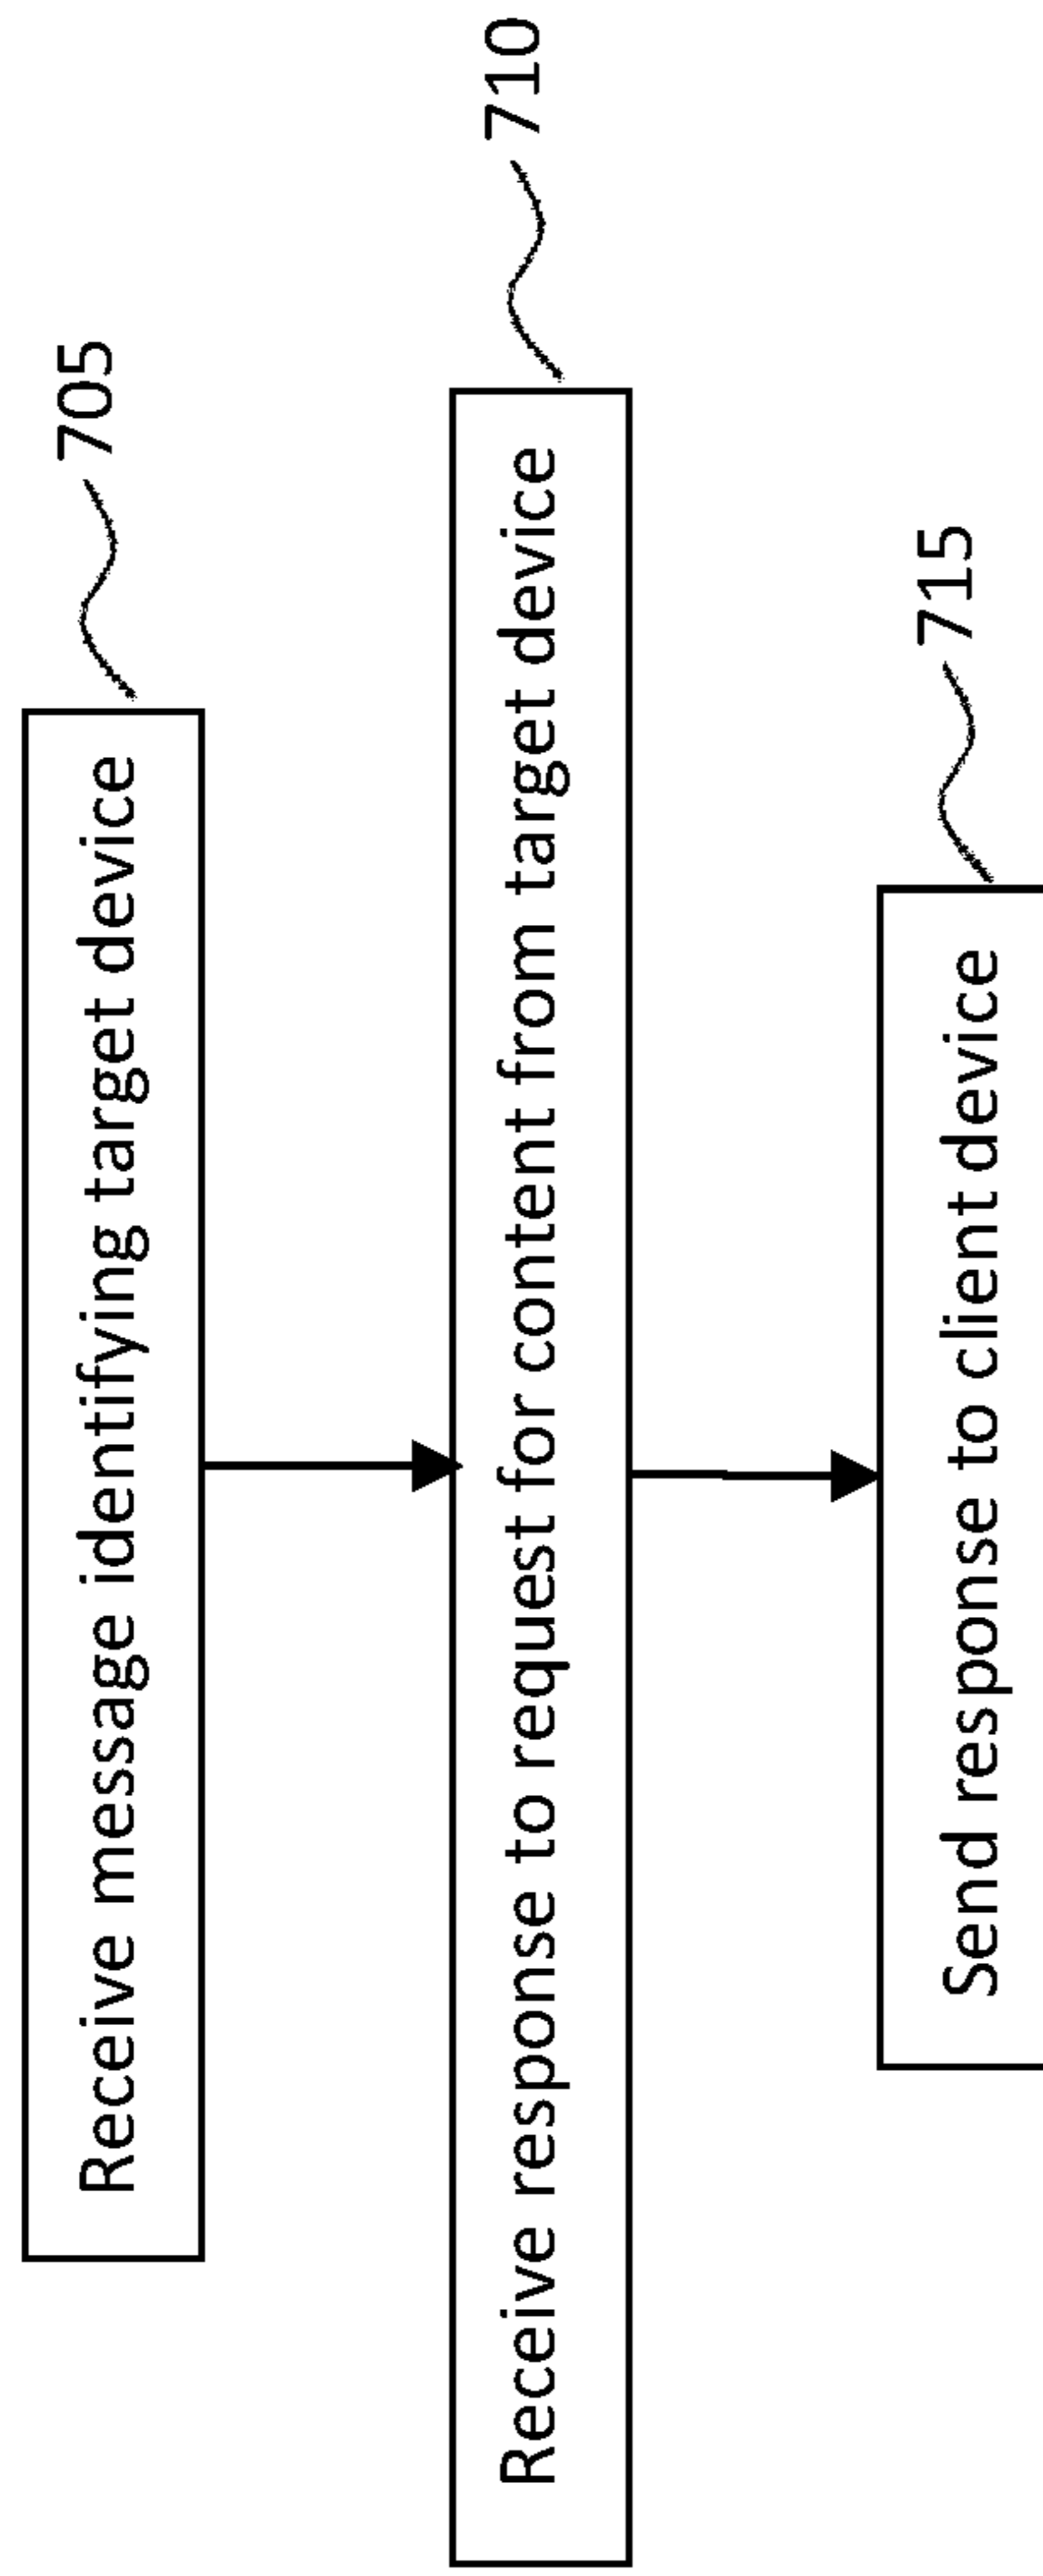 Receive message identifying target device
705
Receive response to request for content from target device
710
Send response to client device
715